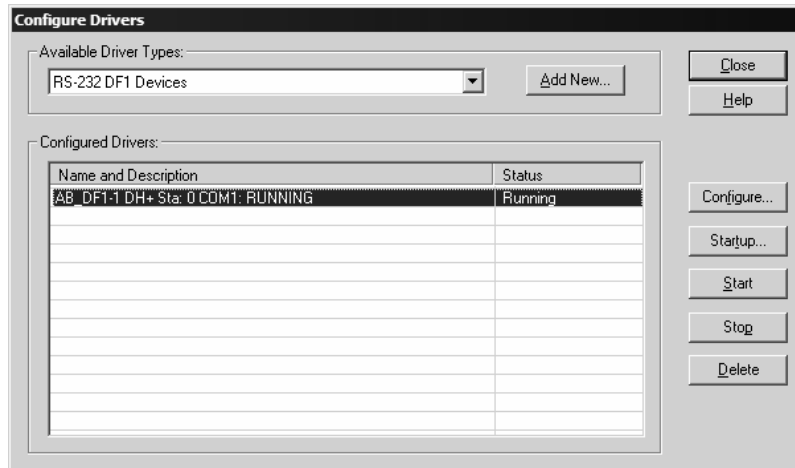 Configure Drivers
Available Driver Types:
RS-232 DF1 Devices
Add New...
Close
Help
Configured Drivers:
Name and Description Status
AB_DF1-1 DH+ Sta: 0 COM1: RUNNING Running
Configure...
Startup...
Start
Stop
Delete